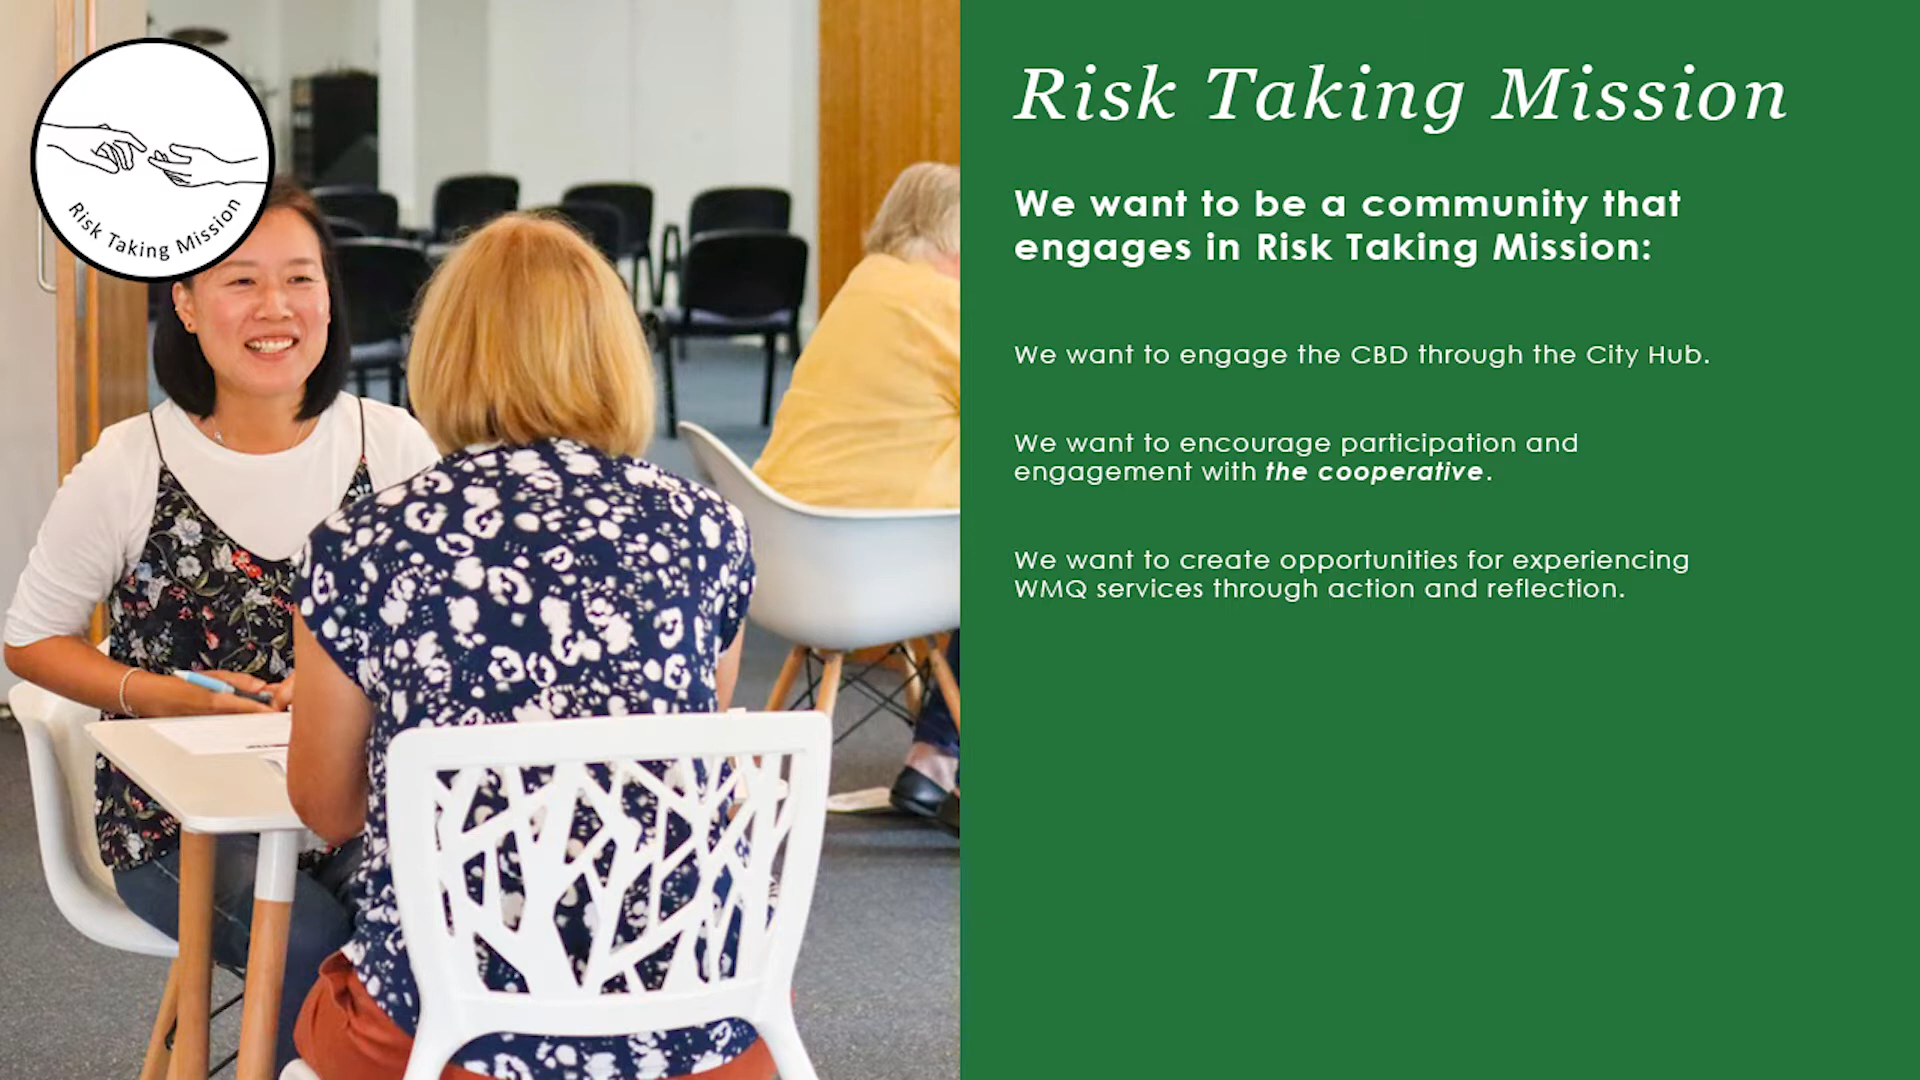 Risk Taking Mission
Risk Taking Mission
We want to be a community that
engages in Risk Taking Mission:
We want to engage the CBD through the City Hub.
We want to encourage participation and
engagement with the cooperative.
We want to create opportunities for experiencing
WMQ services through action and reflection.